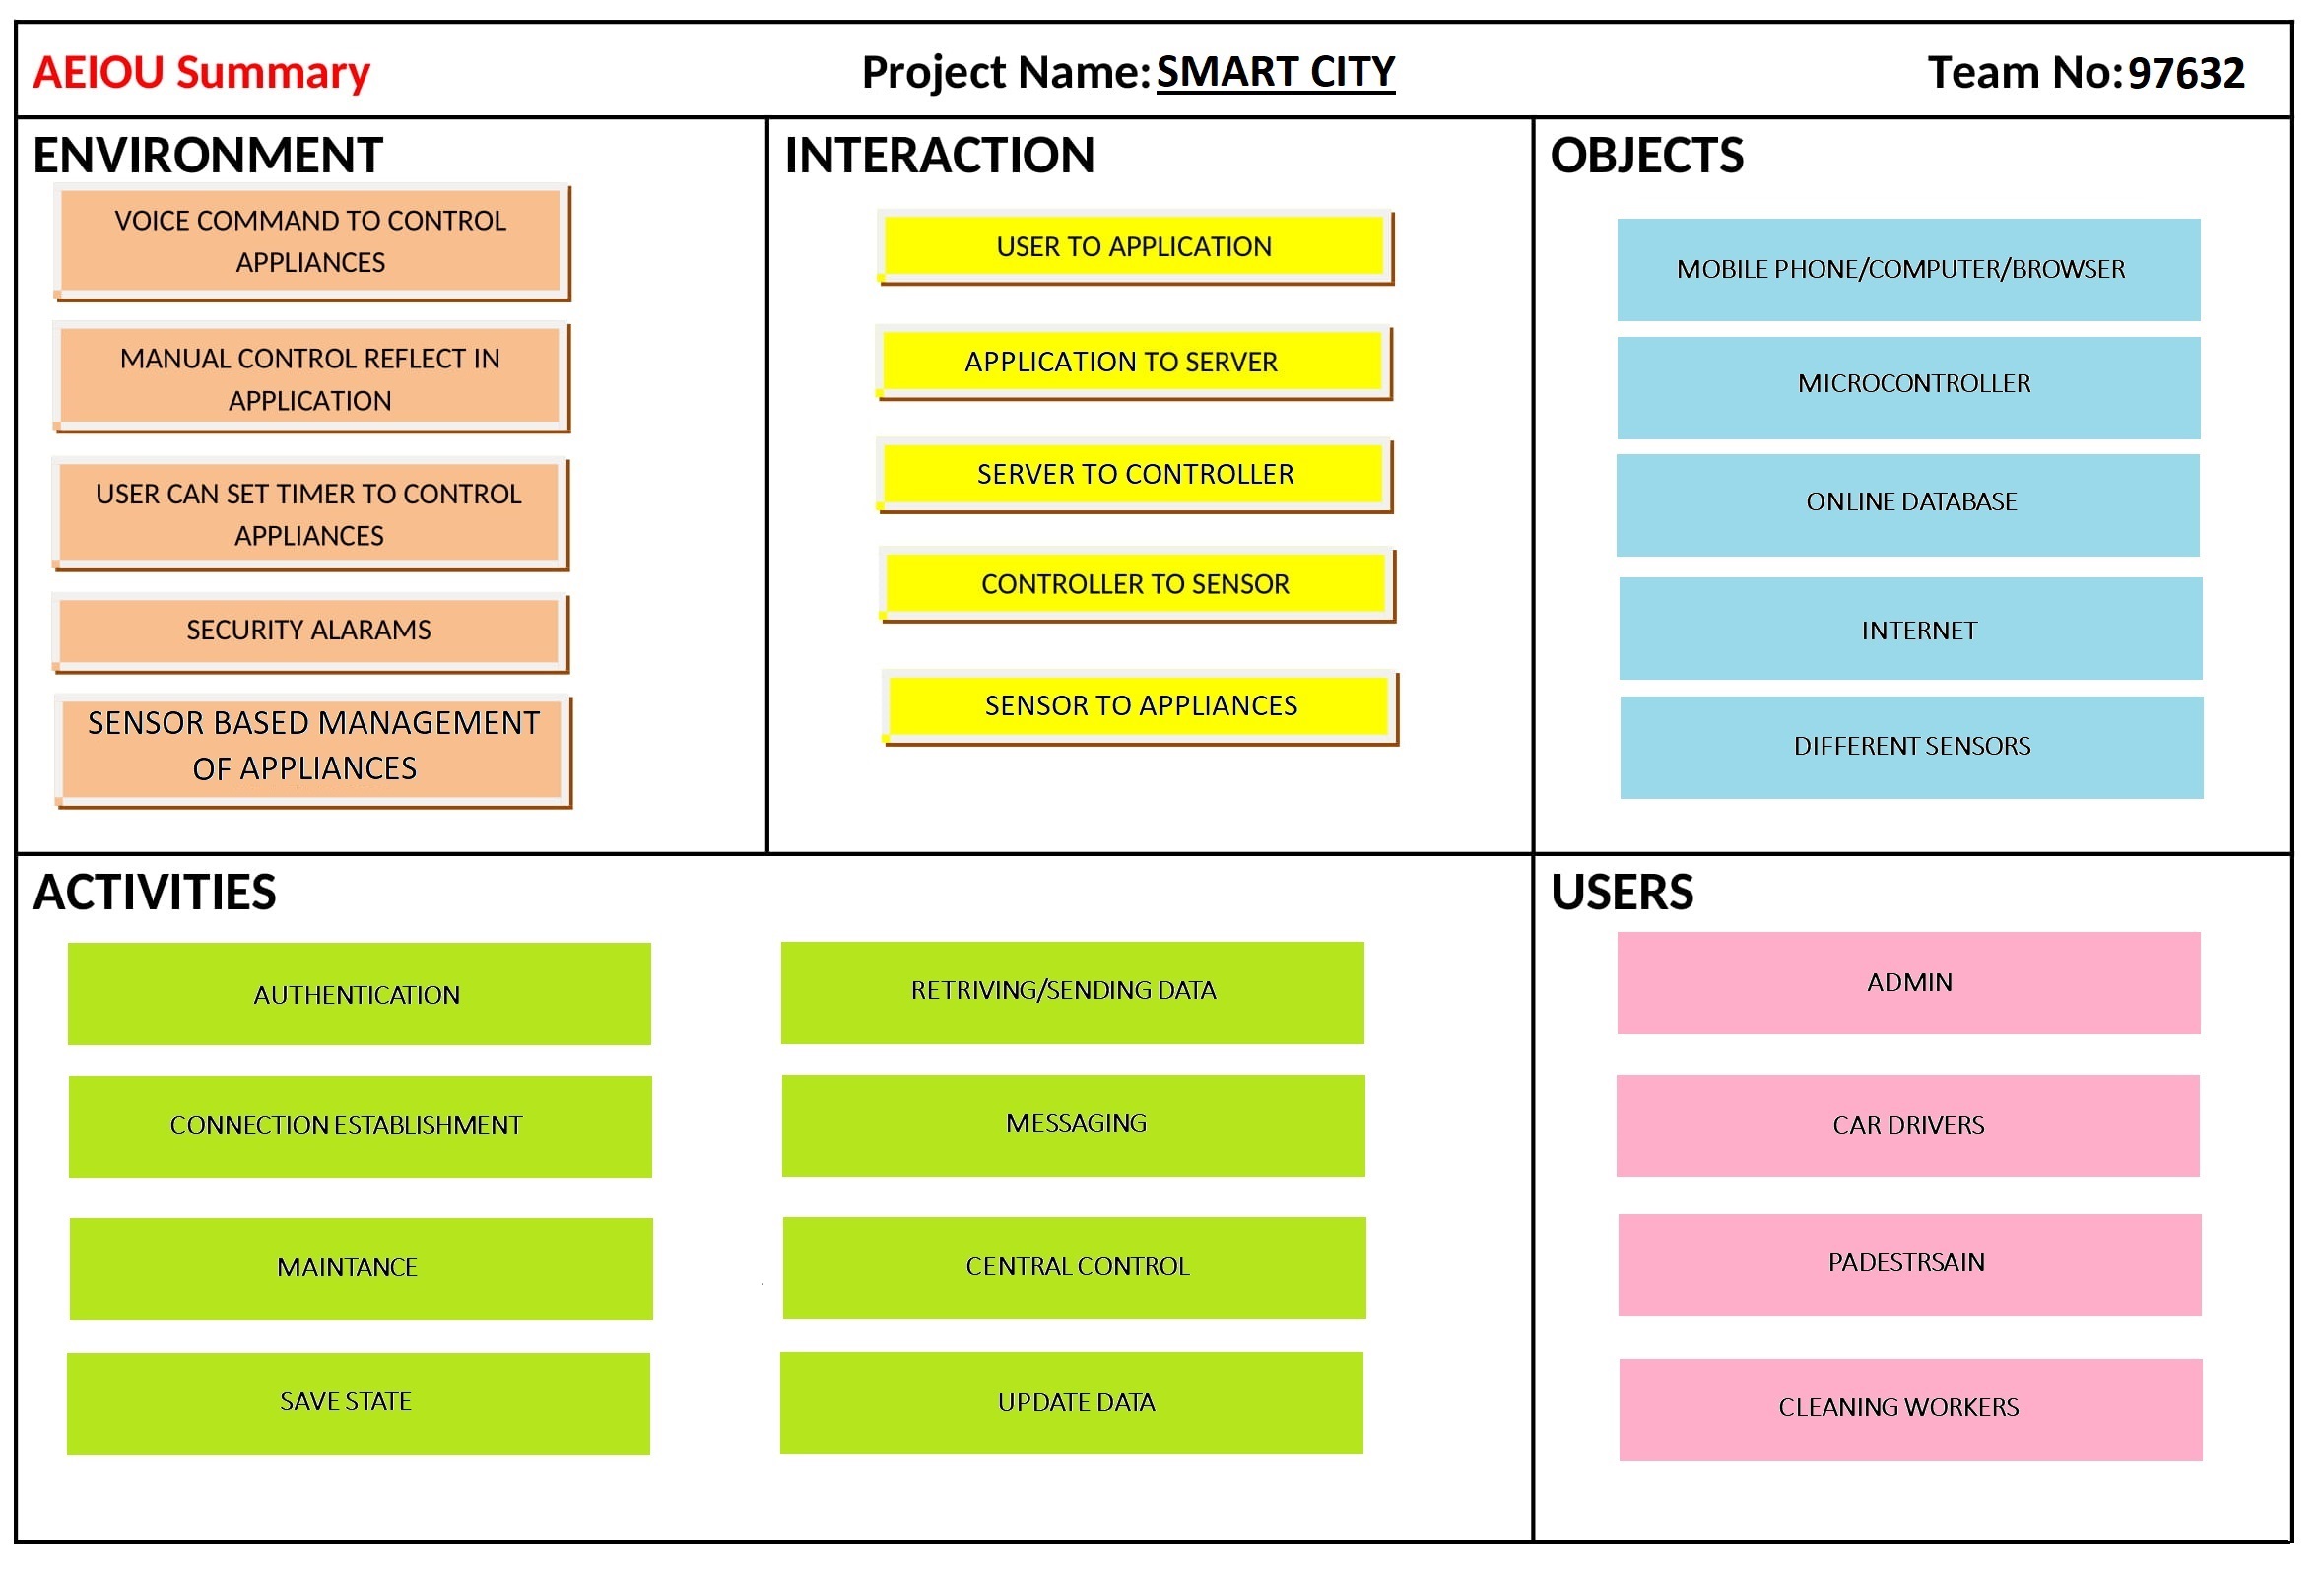 AEIOU Summary
Project Name: SMART CITY
Team No: 97632
ENVIRONMENT
VOICE COMMAND TO CONTROL
APPLIANCES
MANUAL CONTROL REFLECT IN
APPLICATION
USER CAN SET TIMER TO CONTROL
APPLIANCES
SECURITY ALARAMS
SENSOR BASED MANAGEMENT
OF APPLIANCES
INTERACTION
USER TO APPLICATION
APPLICATION TO SERVER
SERVER TO CONTROLLER
CONTROLLER TO SENSOR
SENSOR TO APPLIANCES
OBJECTS
MOBILE PHONE/COMPUTER/BROWSER
MICROCONTROLLER
ONLINE DATABASE
INTERNET
DIFFERENT SENSORS
ACTIVITIES
AUTHENTICATION
CONNECTION ESTABLISHMENT
MAINTANCE
SAVE STATE
RETRIVING/SENDING DATA
MESSAGING
CENTRAL CONTROL
UPDATE DATA
USERS
ADMIN
CAR DRIVERS
PADESTRSAIN
CLEANING WORKERS